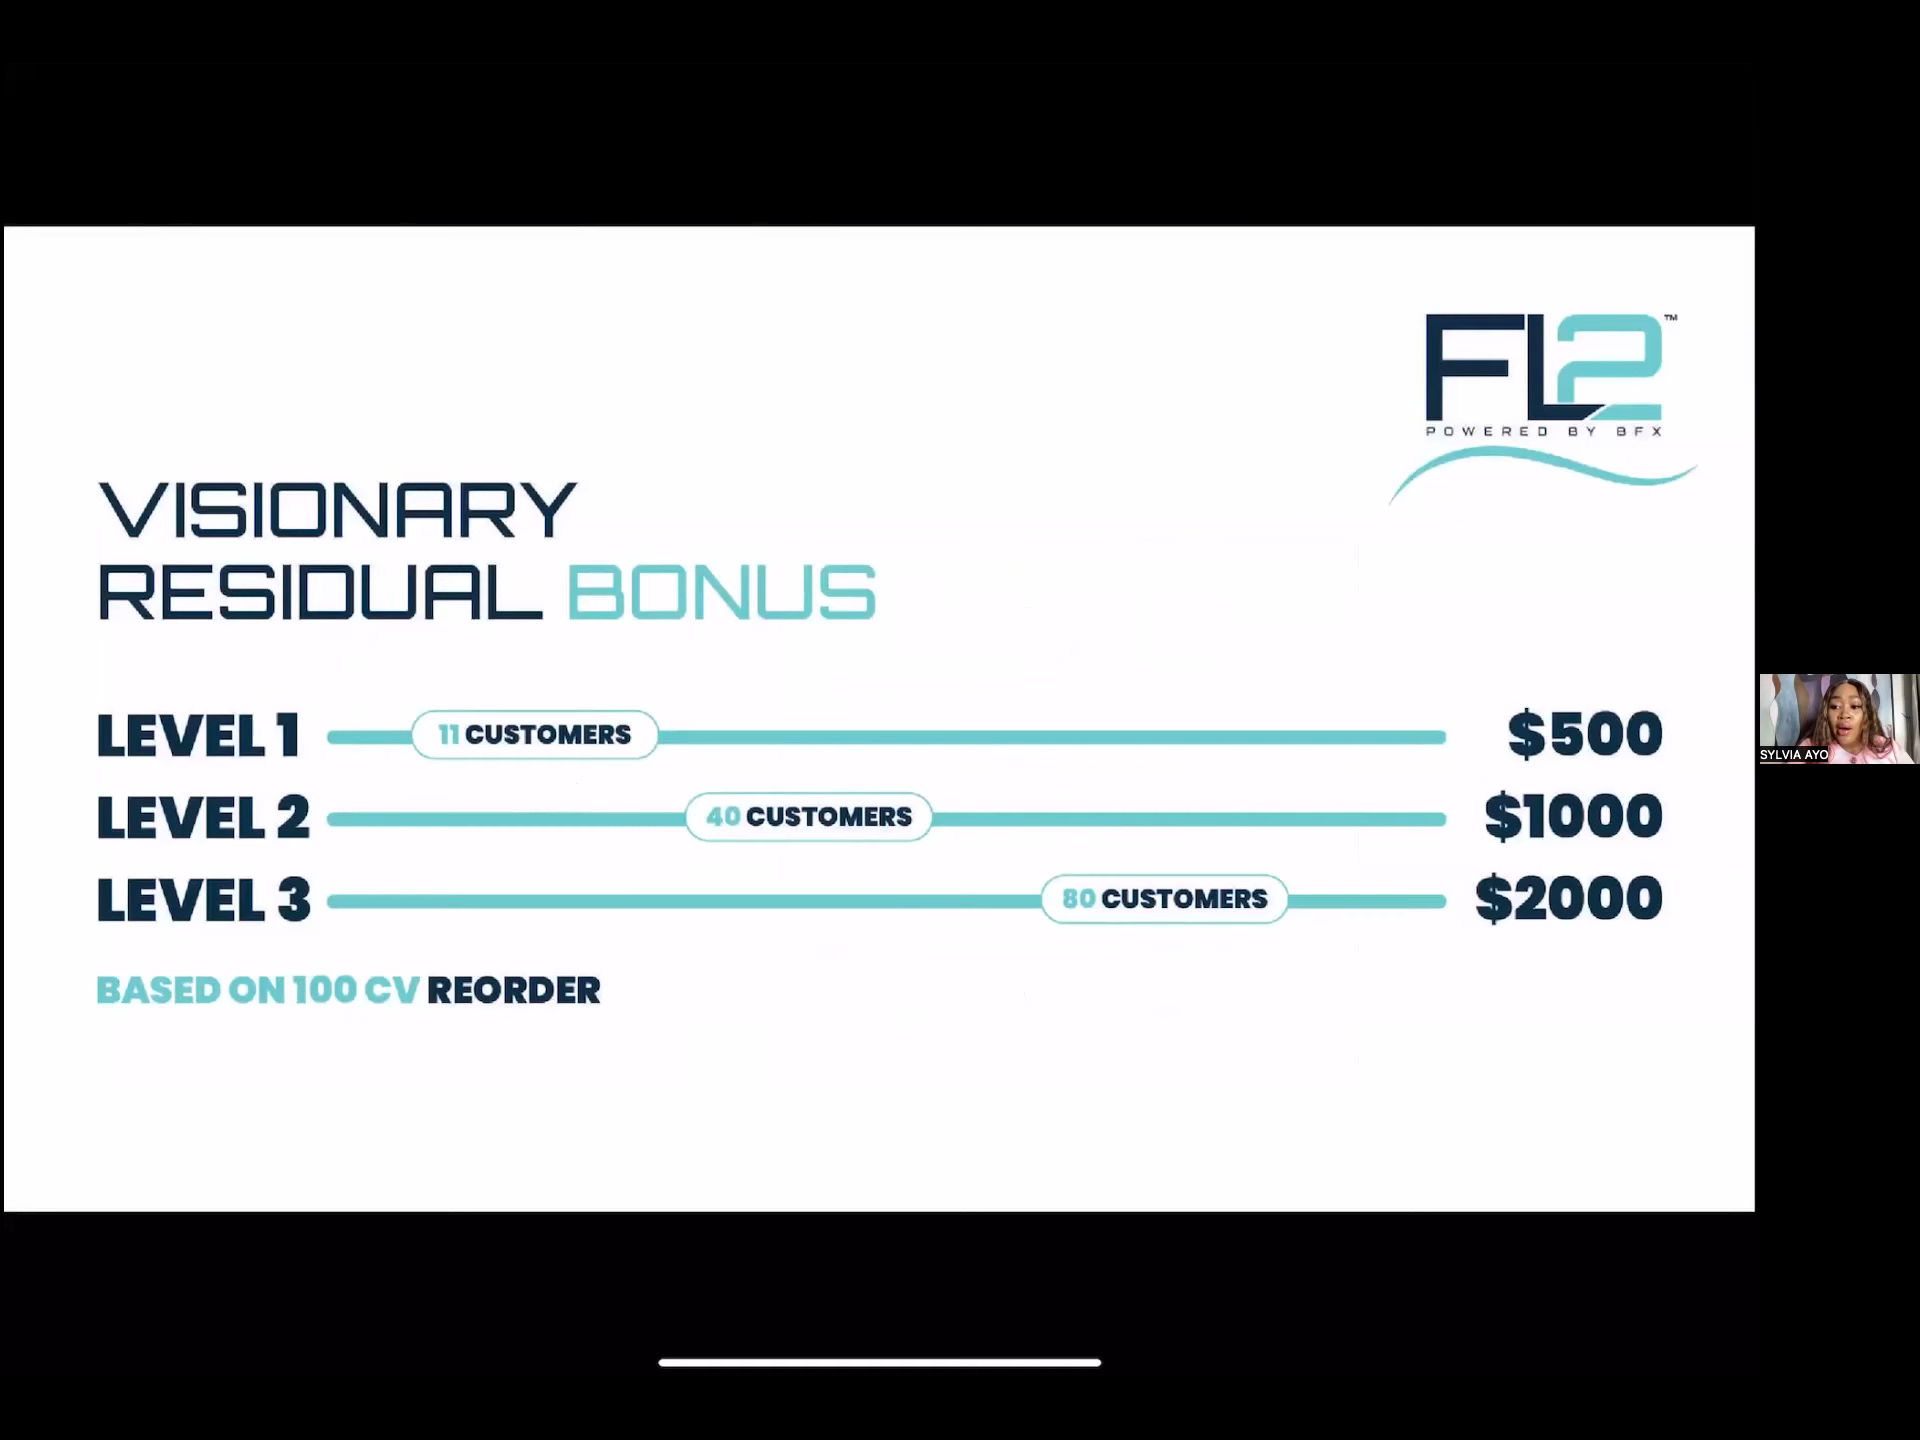 FL2™
POWERED BY BFX
VISIONARY
RESIDUAL BONUS
LEVEL 1 11 CUSTOMERS $500
LEVEL 2 40 CUSTOMERS $1000
LEVEL 3 80 CUSTOMERS $2000
BASED ON 100 CV REORDER
SYLVIA AYO